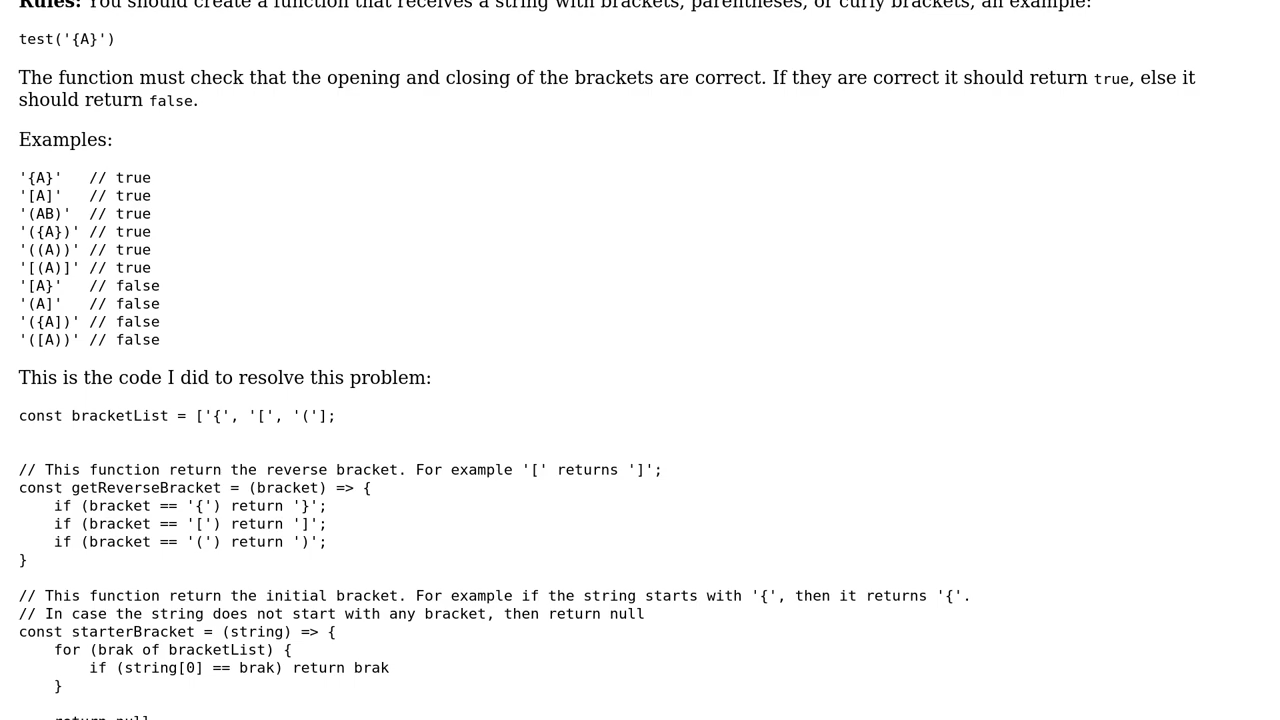 Rules: You should create a function that receives a string with brackets, parentheses, or curly brackets, an example:
test('{A}')
The function must check that the opening and closing of the brackets are correct. If they are correct it should return true, else it
should return false.
Examples:
'{A}'   // true
'[A]'   // true
'(AB)'  // true
'({A})' // true
'((A))' // true
'[(A)]' // true
'[A}'   // false
'(A]'   // false
'({A])' // false
'([A))' // false
This is the code I did to resolve this problem:
const bracketList = ['{', '[', '('];
// This function return the reverse bracket. For example '[' returns ']';
const getReverseBracket = (bracket) => {
    if (bracket == '{') return '}';
    if (bracket == '[') return ']';
    if (bracket == '(') return ')';
}
// This function return the initial bracket. For example if the string starts with '{', then it returns '{'.
// In case the string does not start with any bracket, then return null
const starterBracket = (string) => {
    for (brak of bracketList) {
        if (string[0] == brak) return brak
    }
    return null